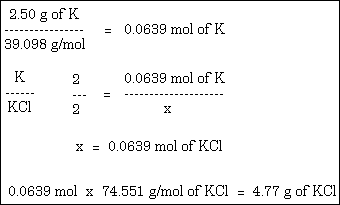 2.50 g of K
----------------- = 0.0639 mol of K
39.098 g/mol
K 2 0.0639 mol of K
------ --- = ---------------------
KCl 2 x
x = 0.0639 mol of KCl
0.0639 mol x 74.551 g/mol of KCl = 4.77 g of KCl